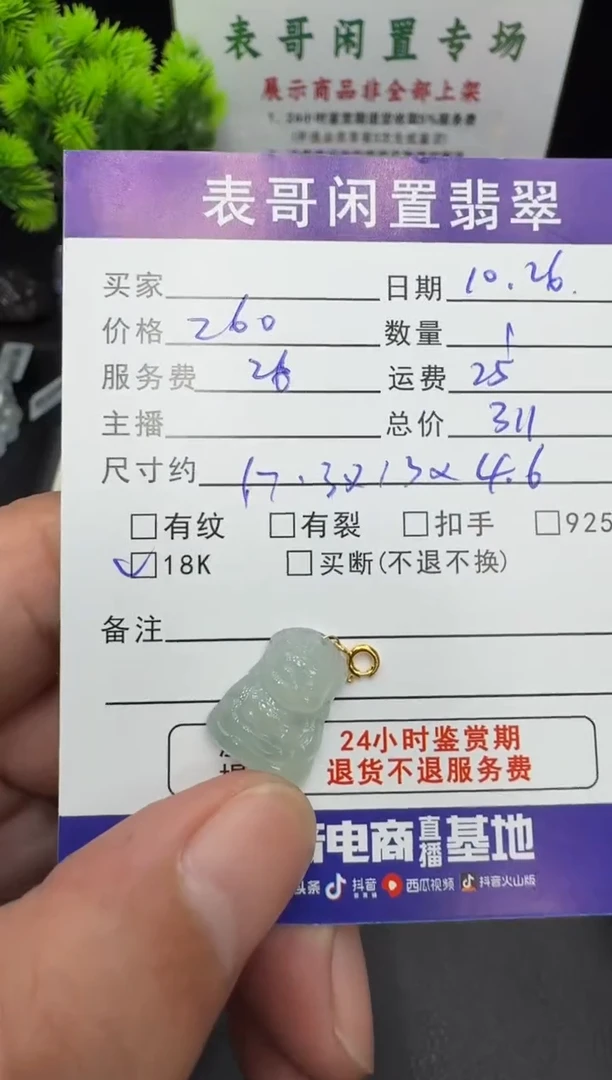 表哥闲置专场
展示商品非全部上架
表哥闲置翡翠
买家 日期 10.26.
价格 260 数量 1
服务费 26 运费 25
主播 总价 311
尺寸约 17.3x13x4.6
□有纹 □有裂 □扣手 □925
☑18K □买断(不退不换)
备注
24小时鉴赏期
退货不退服务费
电商直播基地
头条 抖音 西瓜视频 抖音火山版